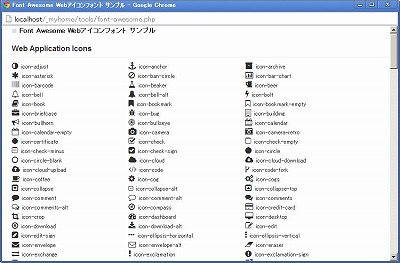 Font Awesome Webアイコンフォント サンプル - Google Chrome
localhost/_myhome/tools/font-awesome.php
Font Awesome Webアイコンフォント サンプル
Web Application Icons
icon-adjust icon-anchor icon-archive
icon-asterisk icon-bar-circle icon-bar-chart
icon-barcode icon-beaker icon-beer
icon-bell icon-bell-alt icon-bolt
icon-book icon-bookmark icon-bookmark-empty
icon-briefcase icon-bug icon-building
icon-bullhorn icon-bullseye icon-calendar
icon-calendar-empty icon-camera icon-camera-retro
icon-certificate icon-check icon-check-empty
icon-check-minus icon-check-sign icon-circle
icon-circle-blank icon-cloud icon-cloud-download
icon-cloud-upload icon-code icon-code-fork
icon-coffee icon-cog icon-cogs
icon-collapse icon-collapse-alt icon-collapse-top
icon-comment icon-comment-alt icon-comments
icon-comments-alt icon-compass icon-credit-card
icon-crop icon-dashboard icon-desktop
icon-download icon-download-alt icon-edit
icon-edit-sign icon-ellipsis-horizontal icon-ellipsis-vertical
icon-envelope icon-envelope-alt icon-eraser
icon-exchange icon-exclamation icon-exclamation-sign